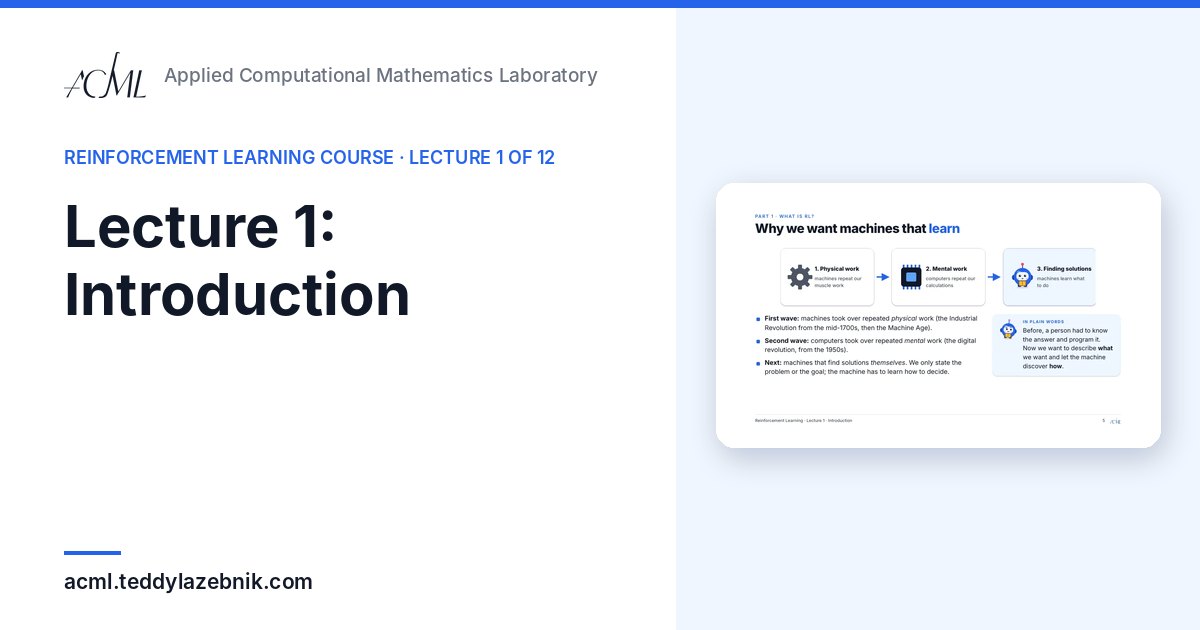 ACML Applied Computational Mathematics Laboratory
REINFORCEMENT LEARNING COURSE · LECTURE 1 OF 12
Lecture 1:
Introduction
acml.teddylazebnik.com
PART 1 · WHAT IS RL?
Why we want machines that learn
1. Physical work
machines repeat our
muscle work
2. Mental work
computers repeat our
calculations
3. Finding solutions
machines learn what
to do
First wave: machines took over repeated physical work (the Industrial
Revolution from the mid-1700s, then the Machine Age).
Second wave: computers took over repeated mental work (the digital
revolution, from the 1950s).
Next: machines that find solutions themselves. We only state the
problem or the goal; the machine has to learn how to decide.
IN PLAIN WORDS
Before, a person had to know
the answer and program it.
Now we want to describe what
we want and let the machine
discover how.
Reinforcement Learning · Lecture 1: Introduction
5 ACML